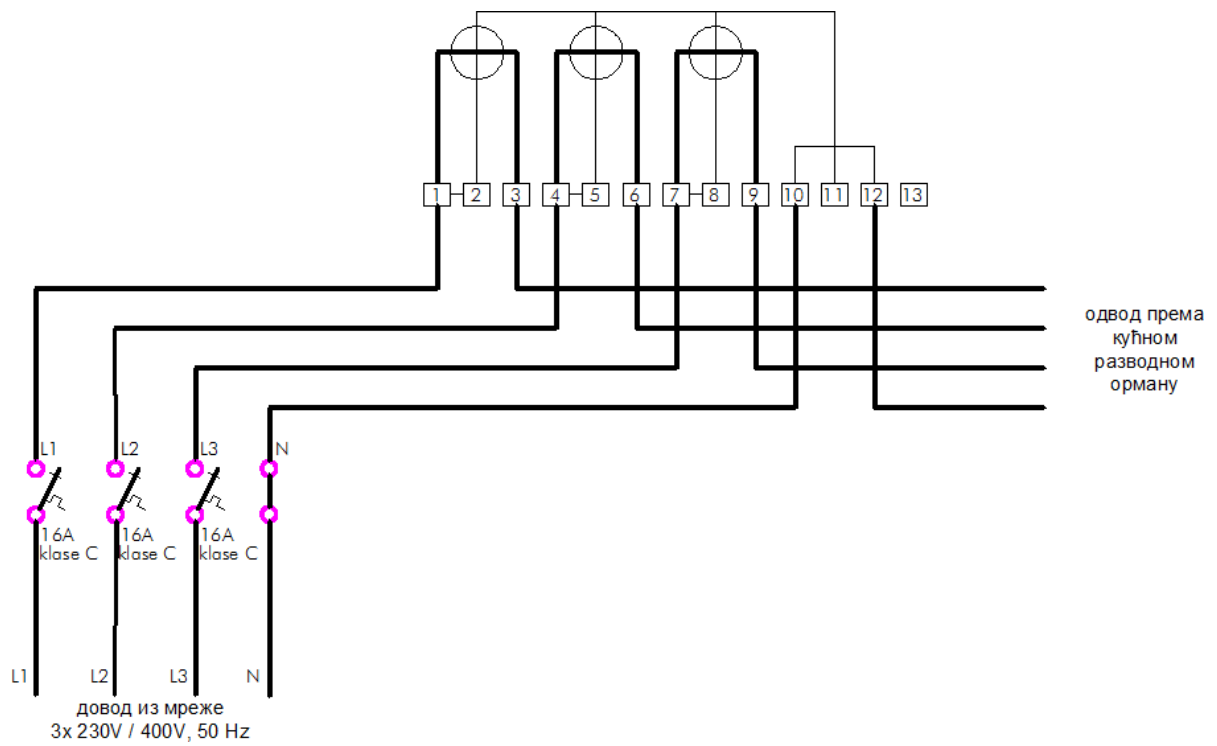 1 2 3 4 5 6 7 8 9 10 11 12 13
одвод према
кућном
разводном
орману
L1 L2 L3 N
16A 16A 16A
klase C klase C klase C
L1 L2 L3 N
довод из мреже
3x 230V / 400V, 50 Hz